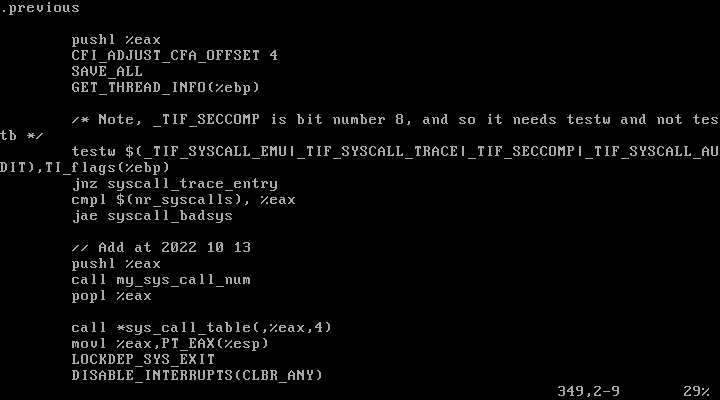 .previous
pushl %eax
CFI_ADJUST_CFA_OFFSET 4
SAVE_ALL
GET_THREAD_INFO(%ebp)
/* Note, _TIF_SECCOMP is bit number 8, and so it needs testw and not tes
tb */
testw $(_TIF_SYSCALL_EMU|_TIF_SYSCALL_TRACE|_TIF_SECCOMP|_TIF_SYSCALL_AU
DIT),TI_flags(%ebp)
jnz syscall_trace_entry
cmpl $(nr_syscalls), %eax
jae syscall_badsys
// Add at 2022 10 13
pushl %eax
call my_sys_call_num
popl %eax
call *sys_call_table(,%eax,4)
movl %eax,PT_EAX(%esp)
LOCKDEP_SYS_EXIT
DISABLE_INTERRUPTS(CLBR_ANY)
349,2-9 29%